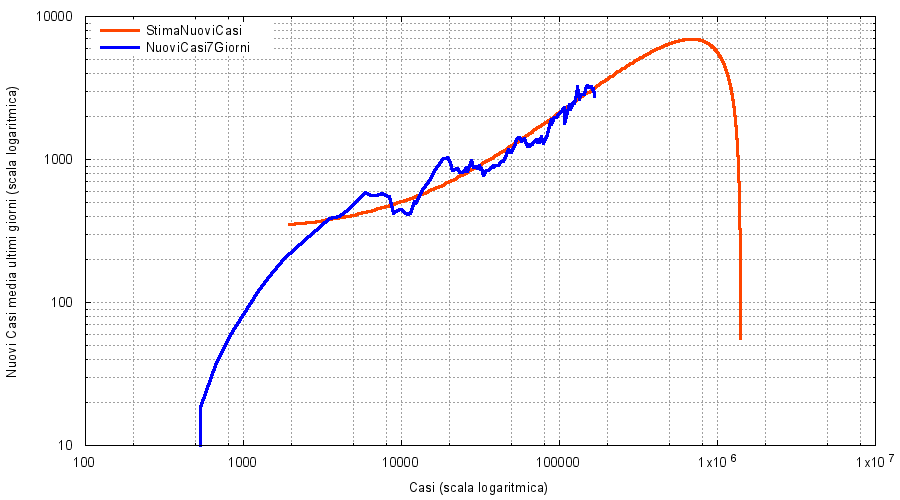 10000
StimaNuoviCasi
NuoviCasi7Giorni
1000
100
10
Nuovi Casi media ultimi giorni (scala logaritmica)
100 1000 10000 100000 1x10^6 1x10^7
Casi (scala logaritmica)